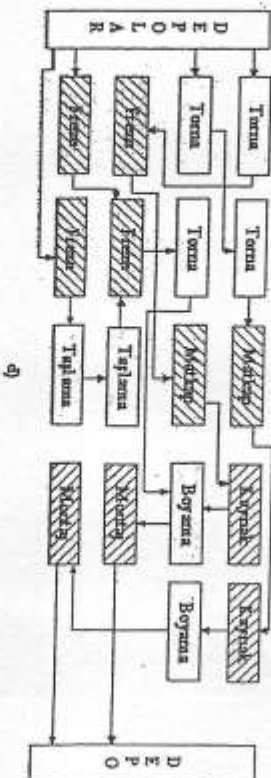 DEPOLAR
Torna
Torna
Matkap
Kaynak
Kaynak
Torna
Torna
Matkap
Boyama
Boyama
Freze
Freze
Taşlama
Montaj
Freze
Freze
Taşlama
Montaj
DEPO
d)